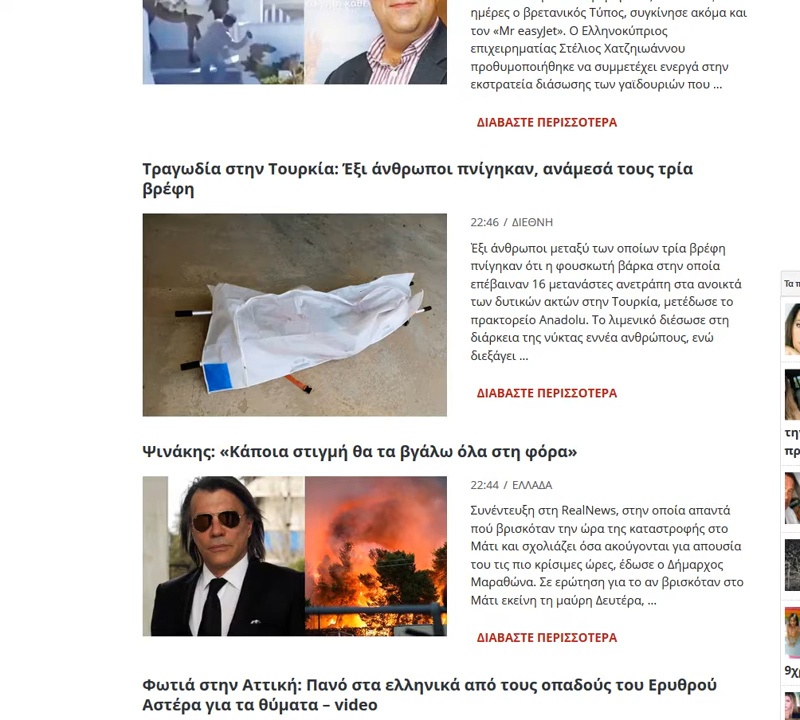 ημέρες ο βρετανικός Τύπος, συγκίνησε ακόμα και
τον «Mr easyJet». Ο Ελληνοκύπριος
επιχειρηματίας Στέλιος Χατζηιωάννου
προθυμοποιήθηκε να συμμετέχει ενεργά στην
εκστρατεία διάσωσης των γαϊδουριών που ...
ΔΙΑΒΑΣΤΕ ΠΕΡΙΣΣΟΤΕΡΑ
Τραγωδία στην Τουρκία: Έξι άνθρωποι πνίγηκαν, ανάμεσά τους τρία
βρέφη
22:46 / ΔΙΕΘΝΗ
Έξι άνθρωποι μεταξύ των οποίων τρία βρέφη
πνίγηκαν ότι η φουσκωτή βάρκα στην οποία
επέβαιναν 16 μετανάστες ανετράπη στα ανοικτά
των δυτικών ακτών στην Τουρκία, μετέδωσε το
πρακτορείο Anadolu. Το λιμενικό διέσωσε στη
διάρκεια της νύκτας εννέα ανθρώπους, ενώ
διεξάγει ...
ΔΙΑΒΑΣΤΕ ΠΕΡΙΣΣΟΤΕΡΑ
Ψινάκης: «Κάποια στιγμή θα τα βγάλω όλα στη φόρα»
22:44 / ΕΛΛΑΔΑ
Συνέντευξη στη RealNews, στην οποία απαντά
πού βρισκόταν την ώρα της καταστροφής στο
Μάτι και σχολιάζει όσα ακούγονται για απουσία
του τις πιο κρίσιμες ώρες, έδωσε ο Δήμαρχος
Μαραθώνα. Σε ερώτηση για το αν βρισκόταν στο
Μάτι εκείνη τη μαύρη Δευτέρα, ...
ΔΙΑΒΑΣΤΕ ΠΕΡΙΣΣΟΤΕΡΑ
Φωτιά στην Αττική: Πανό στα ελληνικά από τους οπαδούς του Ερυθρού
Αστέρα για τα θύματα – video
Τα π
τη
πρ
9χ